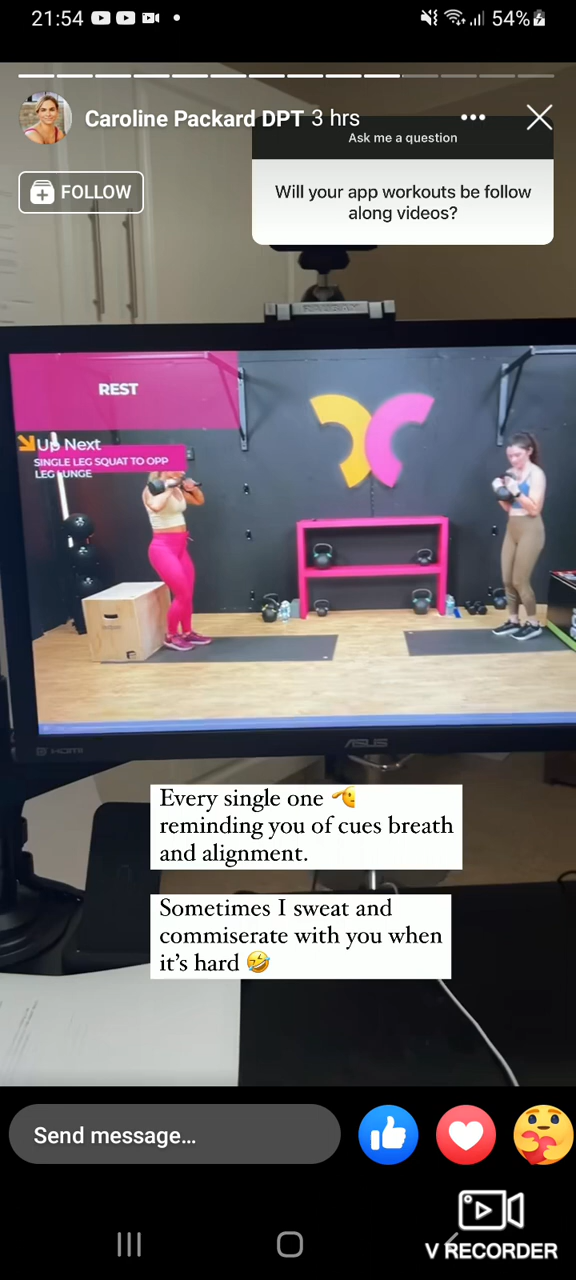 21:54
54%
Caroline Packard DPT 3 hrs
Ask me a question
FOLLOW
Will your app workouts be follow
along videos?
REST
Up Next
SINGLE LEG SQUAT TO OPP
LEG LUNGE
HDMI
ASUS
Every single one 🫡
reminding you of cues breath
and alignment.
Sometimes I sweat and
commiserate with you when
it's hard 🤣
Send message...
V RECORDER